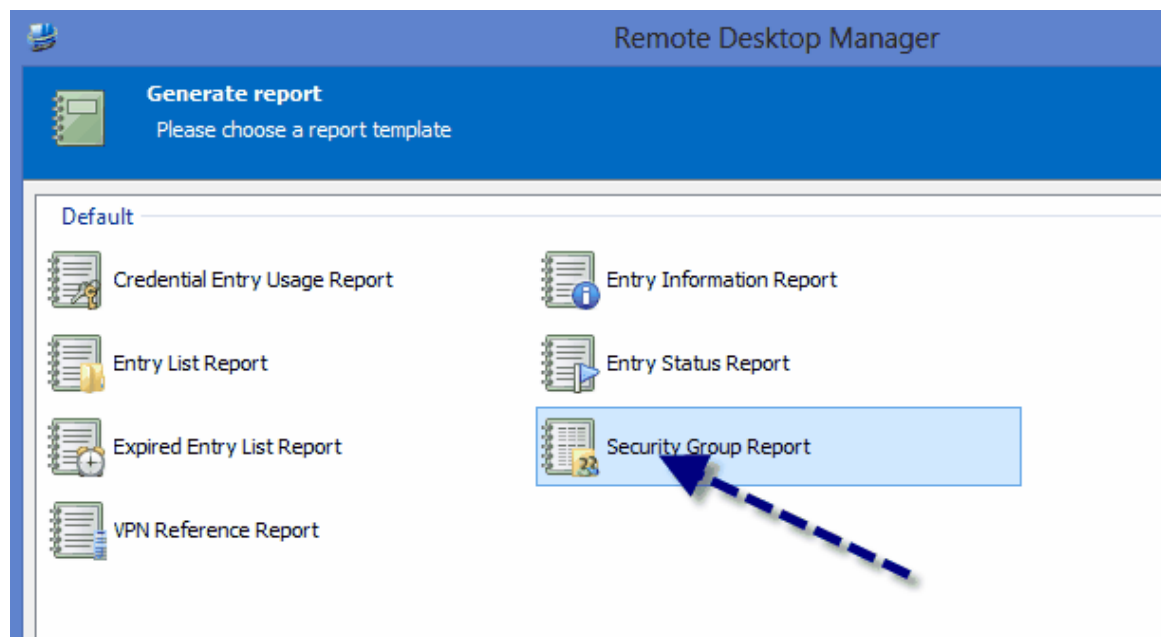 Remote Desktop Manager
Generate report
Please choose a report template
Default
Credential Entry Usage Report
Entry Information Report
Entry List Report
Entry Status Report
Expired Entry List Report
Security Group Report
VPN Reference Report